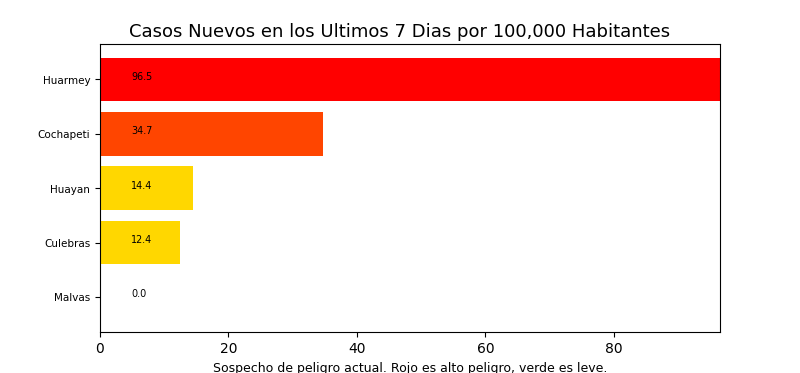 Casos Nuevos en los Ultimos 7 Dias por 100,000 Habitantes
Huarmey 96.5
Cochapeti 34.7
Huayan 14.4
Culebras 12.4
Malvas 0.0
0 20 40 60 80
Sospecho de peligro actual. Rojo es alto peligro, verde es leve.